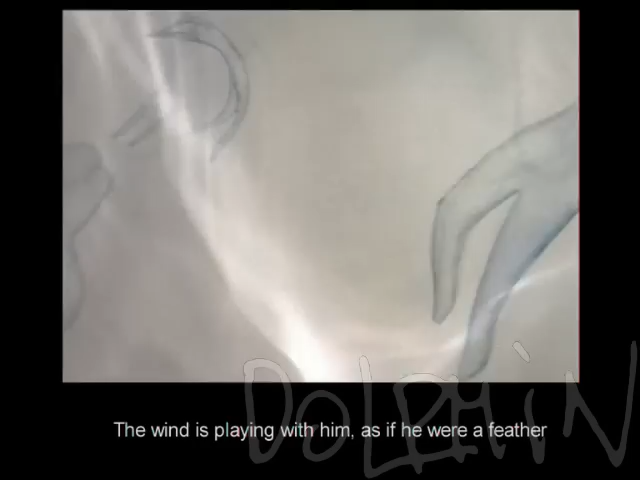 The wind is playing with him, as if he were a feather
DOLPHiN